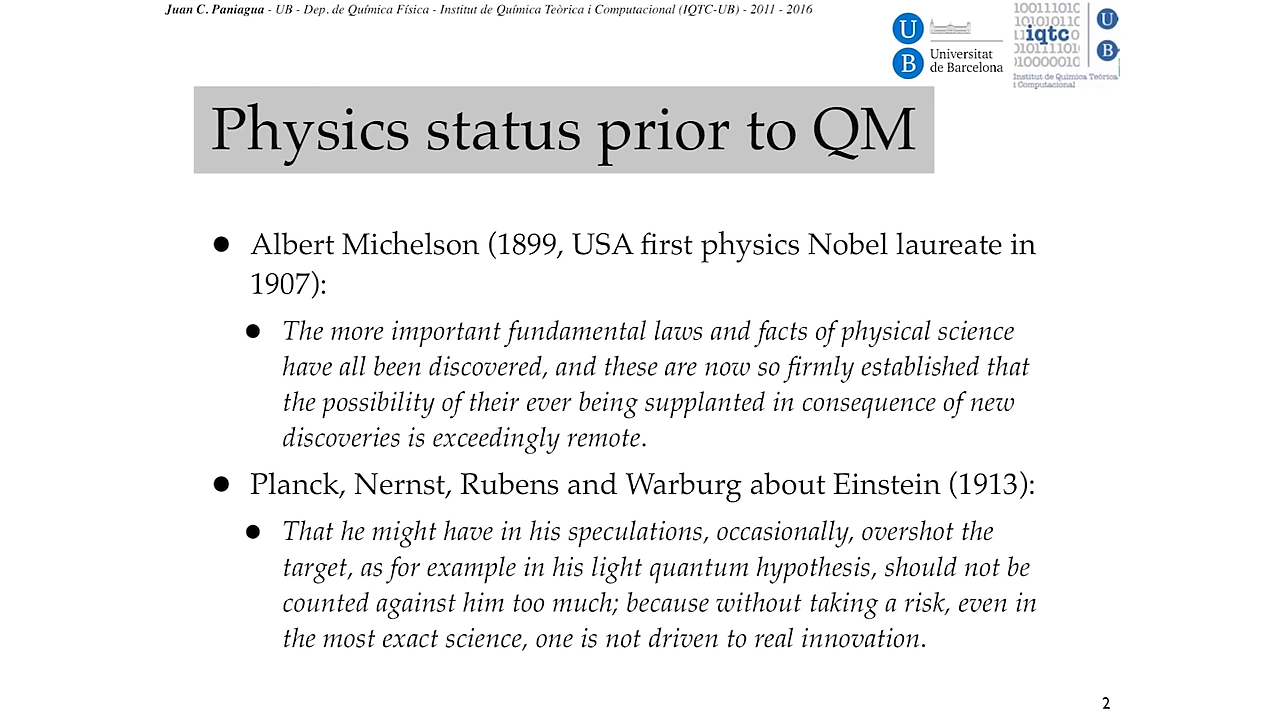 Juan C. Paniagua - UB - Dep. de Química Física - Institut de Química Teòrica i Computacional (IQTC-UB) - 2011 - 2016
U
B
Universitat
de Barcelona
iqtc
U
B
Institut de Química Teòrica
i Computacional
Physics status prior to QM
• Albert Michelson (1899, USA first physics Nobel laureate in
1907):
• The more important fundamental laws and facts of physical science
have all been discovered, and these are now so firmly established that
the possibility of their ever being supplanted in consequence of new
discoveries is exceedingly remote.
• Planck, Nernst, Rubens and Warburg about Einstein (1913):
• That he might have in his speculations, occasionally, overshot the
target, as for example in his light quantum hypothesis, should not be
counted against him too much; because without taking a risk, even in
the most exact science, one is not driven to real innovation.
2